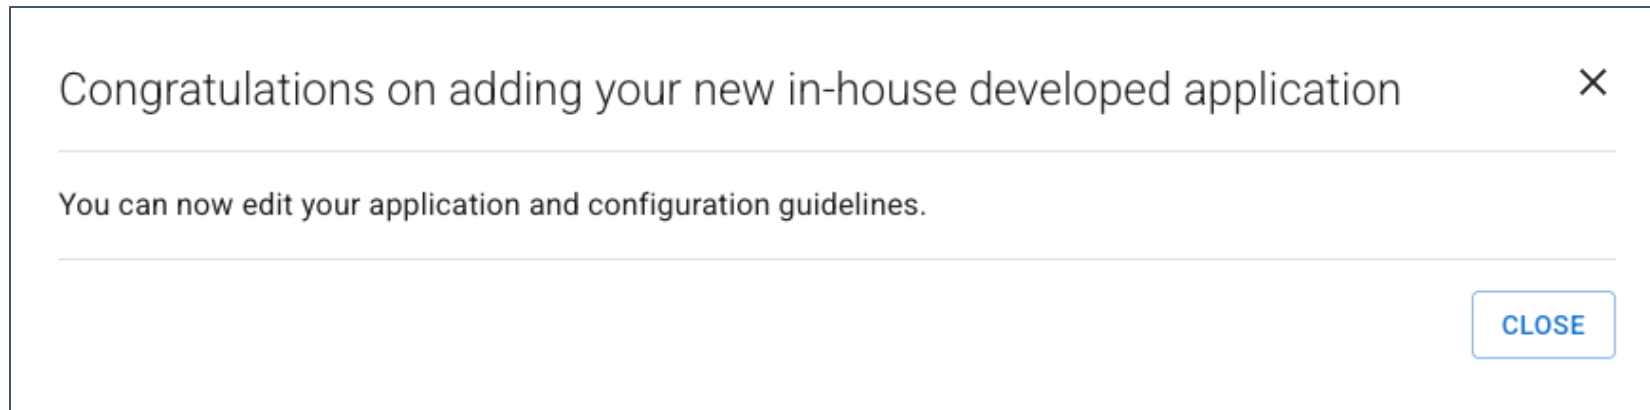 Congratulations on adding your new in-house developed application
You can now edit your application and configuration guidelines.
CLOSE